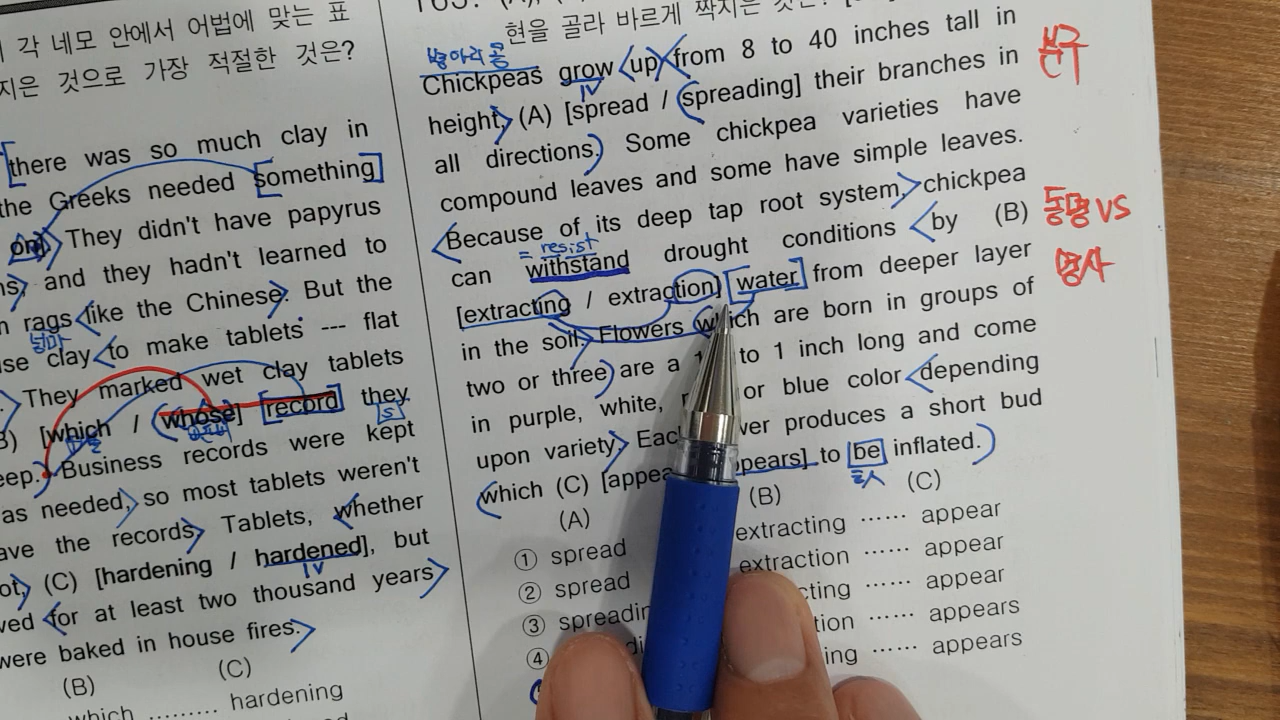 각 네모 안에서 어법에 맞는 표
지은 것으로 가장 적절한 것은?
[there was so much clay in
the Greeks needed [something]
on) They didn't have papyrus
and they hadn't learned to
rags like the Chinese. But the
넝마
clay to make tablets --- flat
They marked wet clay tablets
[which / whose] [record] they
s
Business records were kept
as needed, so most tablets weren't
the records. Tablets, whether
(C) [hardening / hardened], but
IV
for at least two thousand years
were baked in house fires.
(B) (C)
which ········· hardening
현을 골라 바르게 짝지은 것은?
병아리콩
Chickpeas grow up from 8 to 40 inches tall in
IV
분구
height, (A) [spread / spreading] their branches in
all directions. Some chickpea varieties have
compound leaves and some have simple leaves.
Because of its deep tap root system, chickpea
= resist
can withstand drought conditions by (B)
동명 VS
명사
[extracting / extraction] [water] from deeper layer
in the soil. Flowers which are born in groups of
two or three are a to 1 inch long and come
in purple, white, or blue color depending
upon variety. produces a short bud
which (C) to be inflated.
(A) (B) (C)
① spread extracting ······ appear
② spread extraction ······ appear
③ ······ appear
④ ······ appears
······ appears